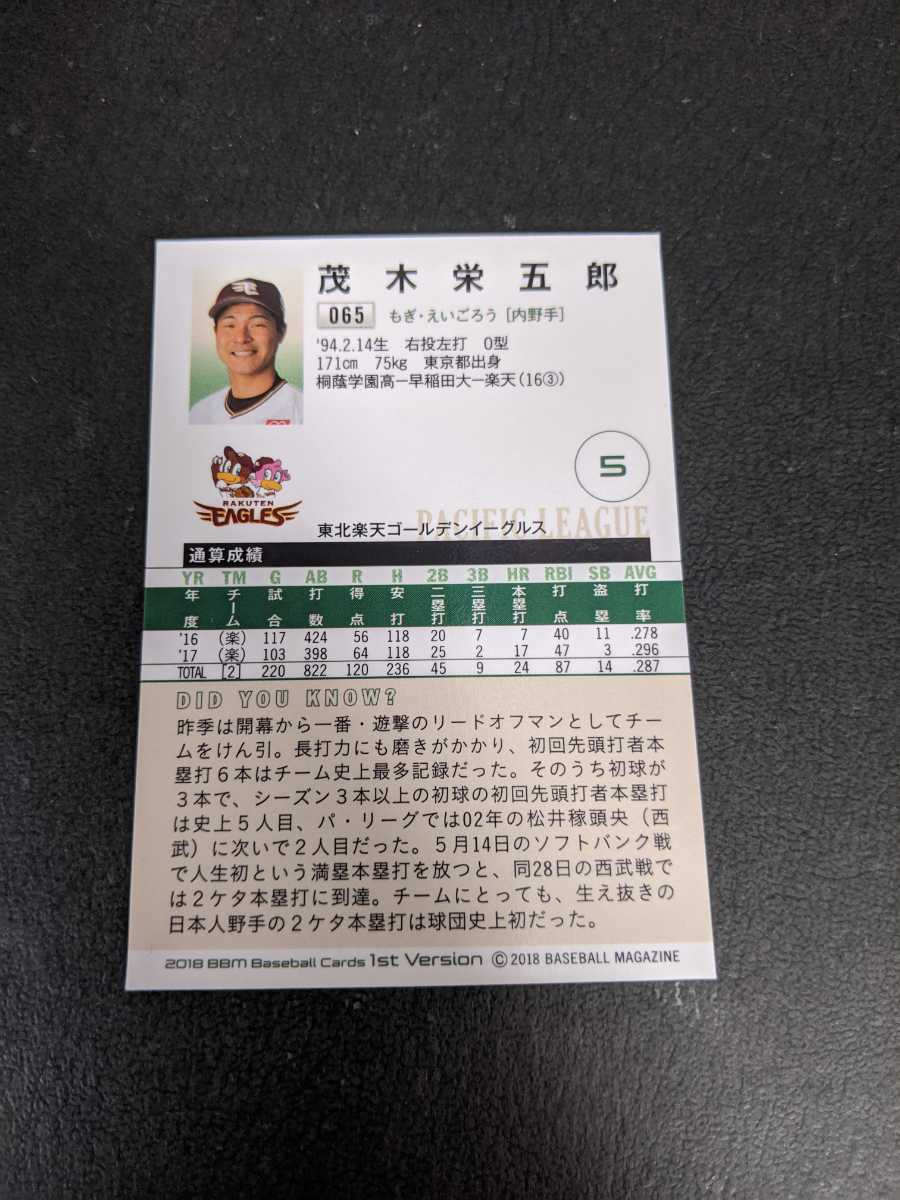 茂木栄五郎
065 もぎ・えいごろう [内野手]
'94.2.14生 右投左打 O型
171cm 75kg 東京都出身
桐蔭学園高ー早稲田大ー楽天(16③)
5
RAKUTEN
EAGLES
PACIFIC LEAGUE
東北楽天ゴールデンイーグルス
通算成績
YR TM G AB R H 2B 3B HR RBI SB AVG
年度 チーム 試合 打数 得点 安打 二塁打 三塁打 本塁打 打点 盗塁 打率
'16 (楽) 117 424 56 118 20 7 7 40 11 .278
'17 (楽) 103 398 64 118 25 2 17 47 3 .296
TOTAL [2] 220 822 120 236 45 9 24 87 14 .287
DID YOU KNOW?
昨季は開幕から一番・遊撃のリードオフマンとしてチー
ムをけん引。長打力にも磨きがかかり、初回先頭打者本
塁打6本はチーム史上最多記録だった。そのうち初球が
3本で、シーズン3本以上の初球の初回先頭打者本塁打
は史上5人目、パ・リーグでは02年の松井稼頭央（西
武）に次いで2人目だった。5月14日のソフトバンク戦
で人生初という満塁本塁打を放つと、同28日の西武戦で
は2ケタ本塁打に到達。チームにとっても、生え抜きの
日本人野手の2ケタ本塁打は球団史上初だった。
2018 BBM Baseball Cards 1st Version © 2018 BASEBALL MAGAZINE